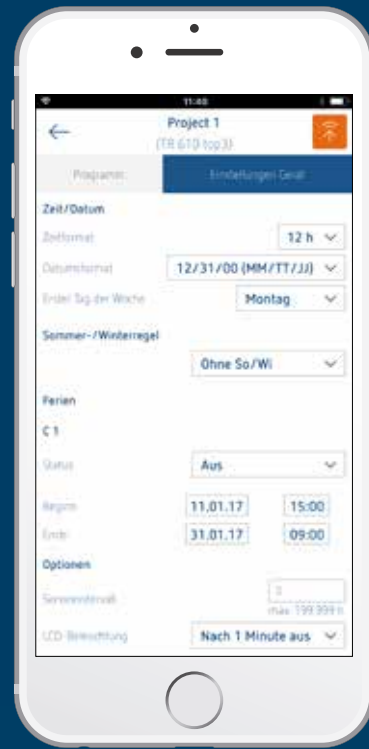 11:48
Project 1
(TR 610 top3)
Programm
Einstellungen Gerät
Zeit/Datum
Zeitformat
12 h
Datumsformat
12/31/00 (MM/TT/JJ)
Erster Tag der Woche
Montag
Sommer-/Winterregel
Ohne So/Wi
Ferien
C 1
Status
Aus
Beginn
11.01.17
15:00
Ende
31.01.17
09:00
Optionen
Serviceintervall
max. 199.999 h
LCD-Beleuchtung
Nach 1 Minute aus